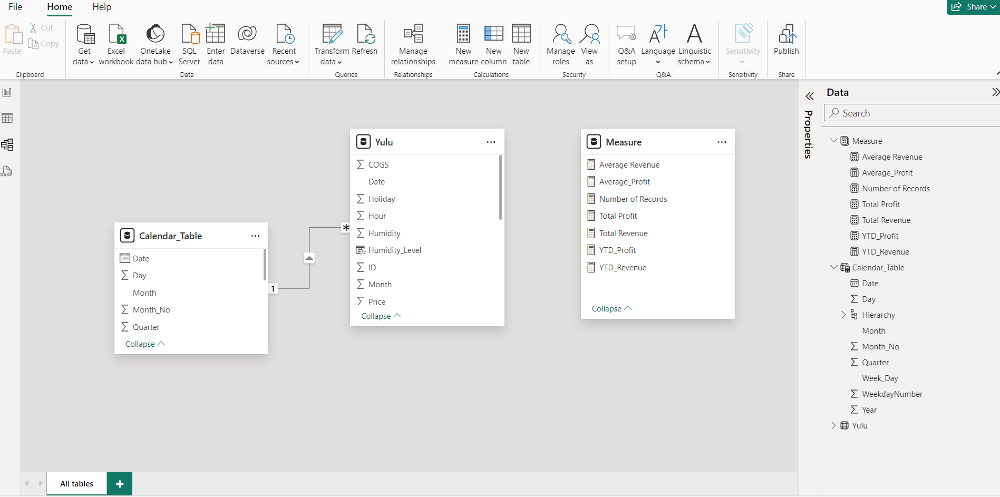 File Home Help
Share
Paste
Cut
Copy
Clipboard
Get data
Excel workbook
OneLake data hub
SQL Server
Enter data
Dataverse
Recent sources
Data
Transform data
Refresh
Queries
Manage relationships
Relationships
New measure
New column
New table
Calculations
Manage roles
View as
Security
Q&A setup
Language
Linguistic schema
Q&A
Sensitivity
Sensitivity
Publish
Share
DAX
Calendar_Table
Date
Day
Month
Month_No
Quarter
Collapse
1
*
Yulu
COGS
Date
Holiday
Hour
Humidity
Humidity_Level
ID
Month
Price
Collapse
Measure
Average Revenue
Average_Profit
Number of Records
Total Profit
Total Revenue
YTD_Profit
YTD_Revenue
Collapse
Properties
Data
Search
Measure
Average Revenue
Average_Profit
Number of Records
Total Profit
Total Revenue
YTD_Profit
YTD_Revenue
Calendar_Table
Date
Day
Hierarchy
Month
Month_No
Quarter
Week_Day
WeekdayNumber
Year
Yulu
All tables